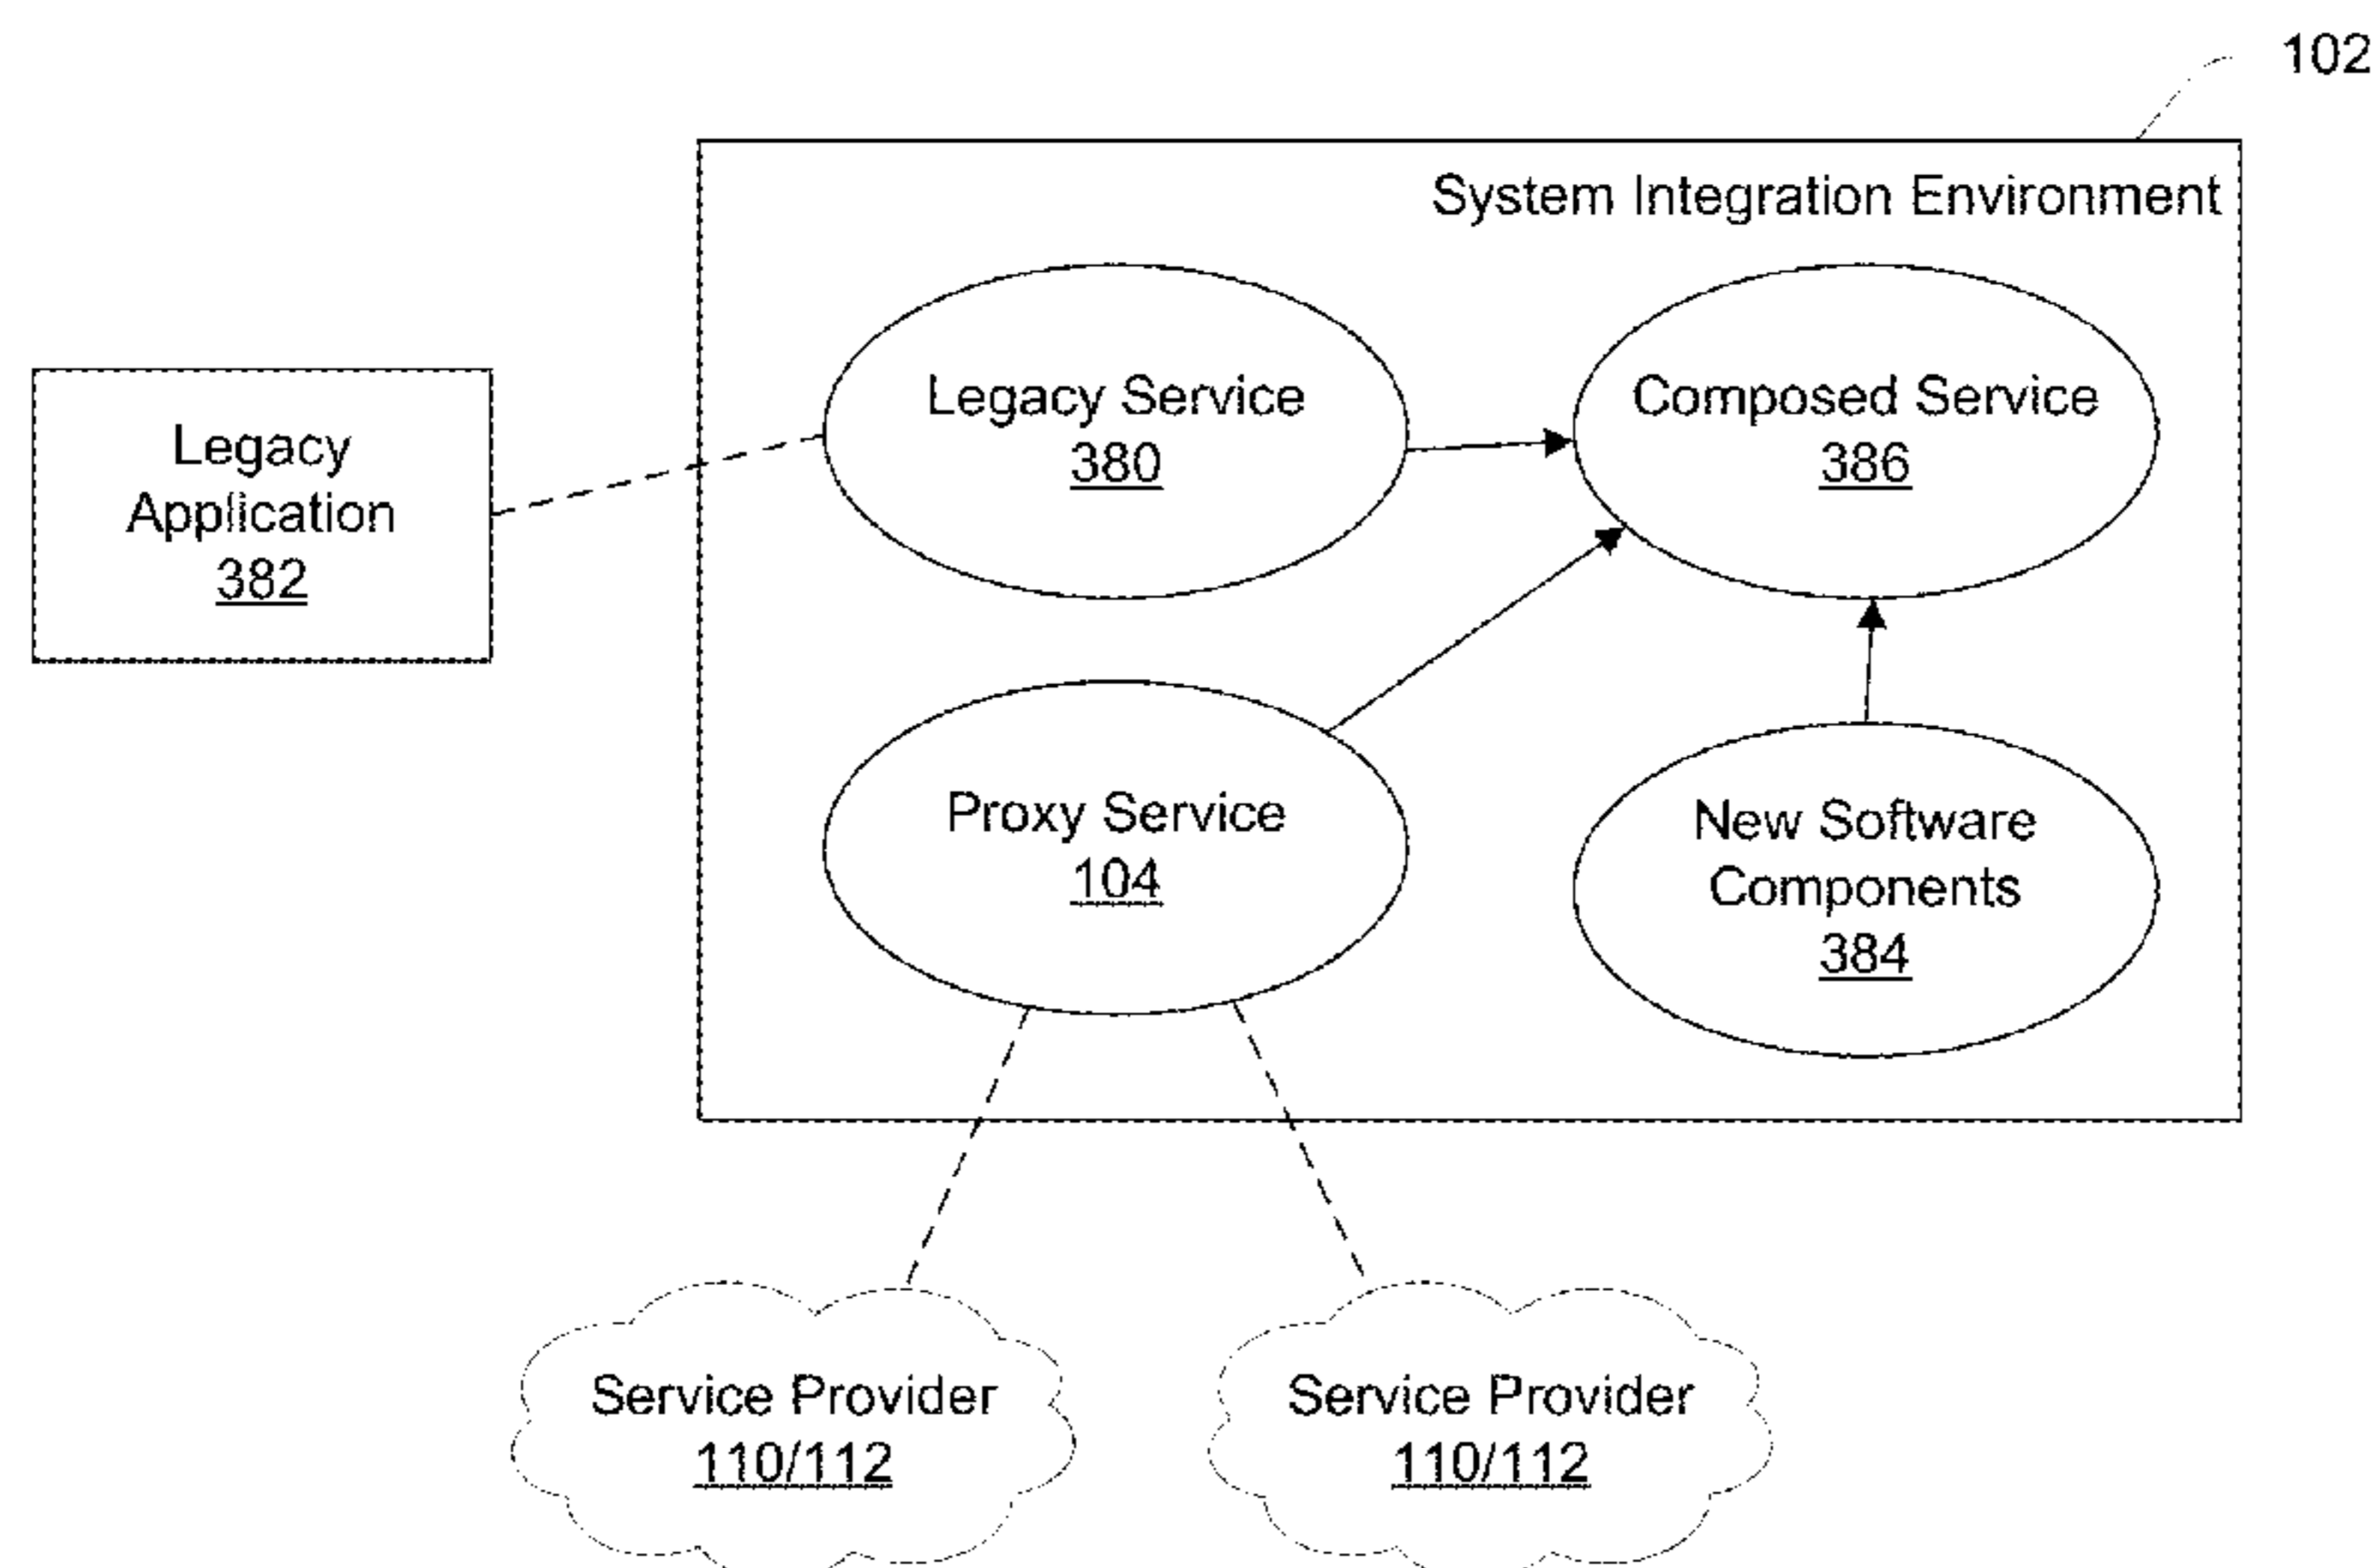 102
System Integration Environment
Legacy Service
380
Composed Service
386
Legacy
Application
382
Proxy Service
104
New Software
Components
384
Service Provider
110/112
Service Provider
110/112